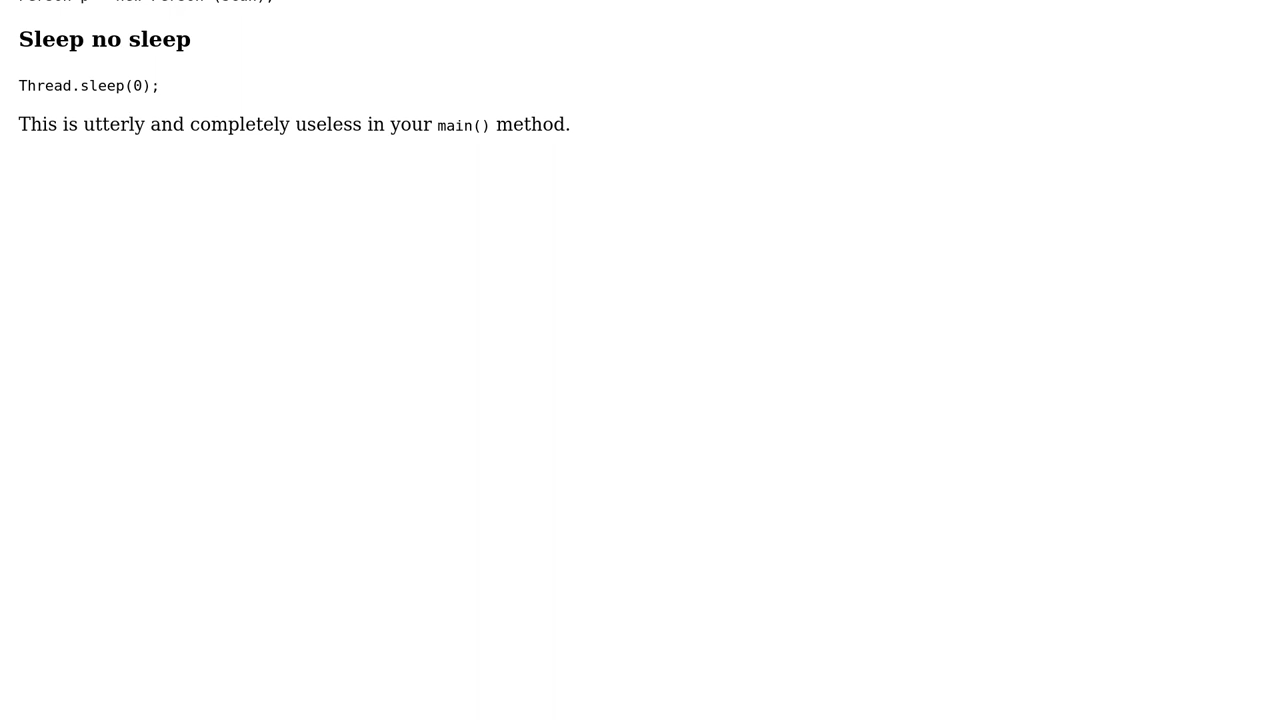 Sleep no sleep
Thread.sleep(0);
This is utterly and completely useless in your main() method.